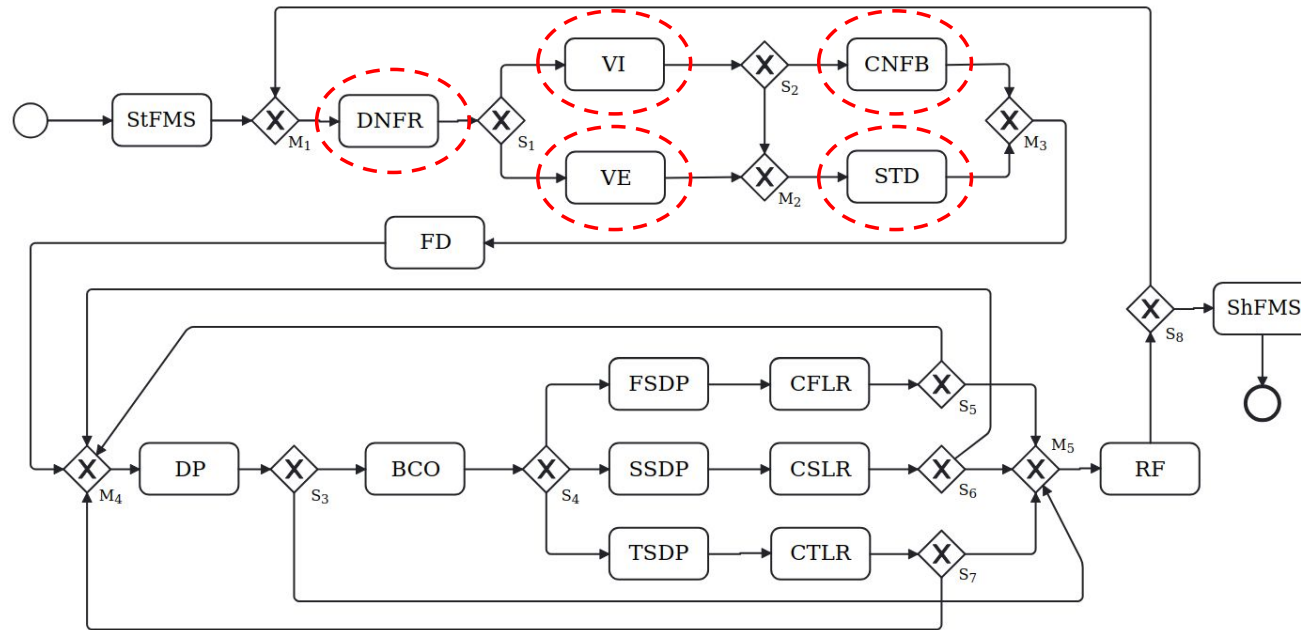 VI
CNFB
StFMS
DNFR
S1
S2
M1
M3
VE
STD
M2
FD
ShFMS
S8
FSDP
CFLR
S5
DP
BCO
SSDP
CSLR
M5
RF
M4
S3
S4
S6
TSDP
CTLR
S7